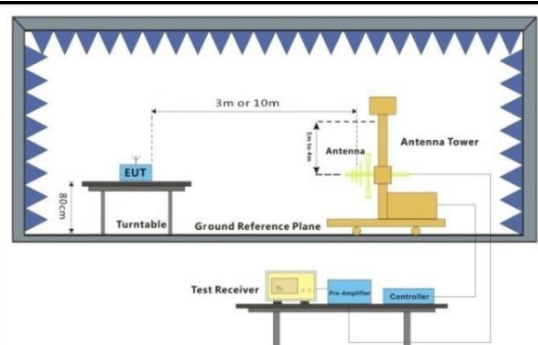 3m or 10m
1m to 4m
Antenna
Antenna Tower
EUT
80cm
Turntable
Ground Reference Plane
Test Receiver
Pre-Amplifier
Controller